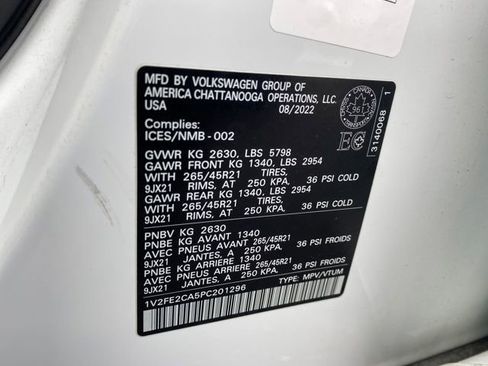 MFD BY VOLKSWAGEN GROUP OF
AMERICA CHATTANOOGA OPERATIONS, LLC.
USA 08/2022
Complies:
ICES/NMB - 002
GVWR KG 2630, LBS 5798
GAWR FRONT KG 1340, LBS 2954
WITH 265/45R21 TIRES,
9JX21 RIMS, AT 250 KPA. 36 PSI COLD
GAWR REAR KG 1340, LBS 2954
WITH 265/45R21 TIRES,
9JX21 RIMS, AT 250 KPA. 36 PSI COLD
PNBV KG 2630
PNBE KG AVANT 1340
AVEC PNEUS AVANT 265/45R21
9JX21 JANTES, A 250 KPA, 36 PSI FROIDS
PNBE KG ARRIERE 1340
AVEC PNEUS ARRIERE 265/45R21
9JX21 JANTES, A 250 KPA. 36 PSI FROIDS
1V2FE2CA5PC201296 TYPE: MPV/VTUM
CANADA
961
3140068 1